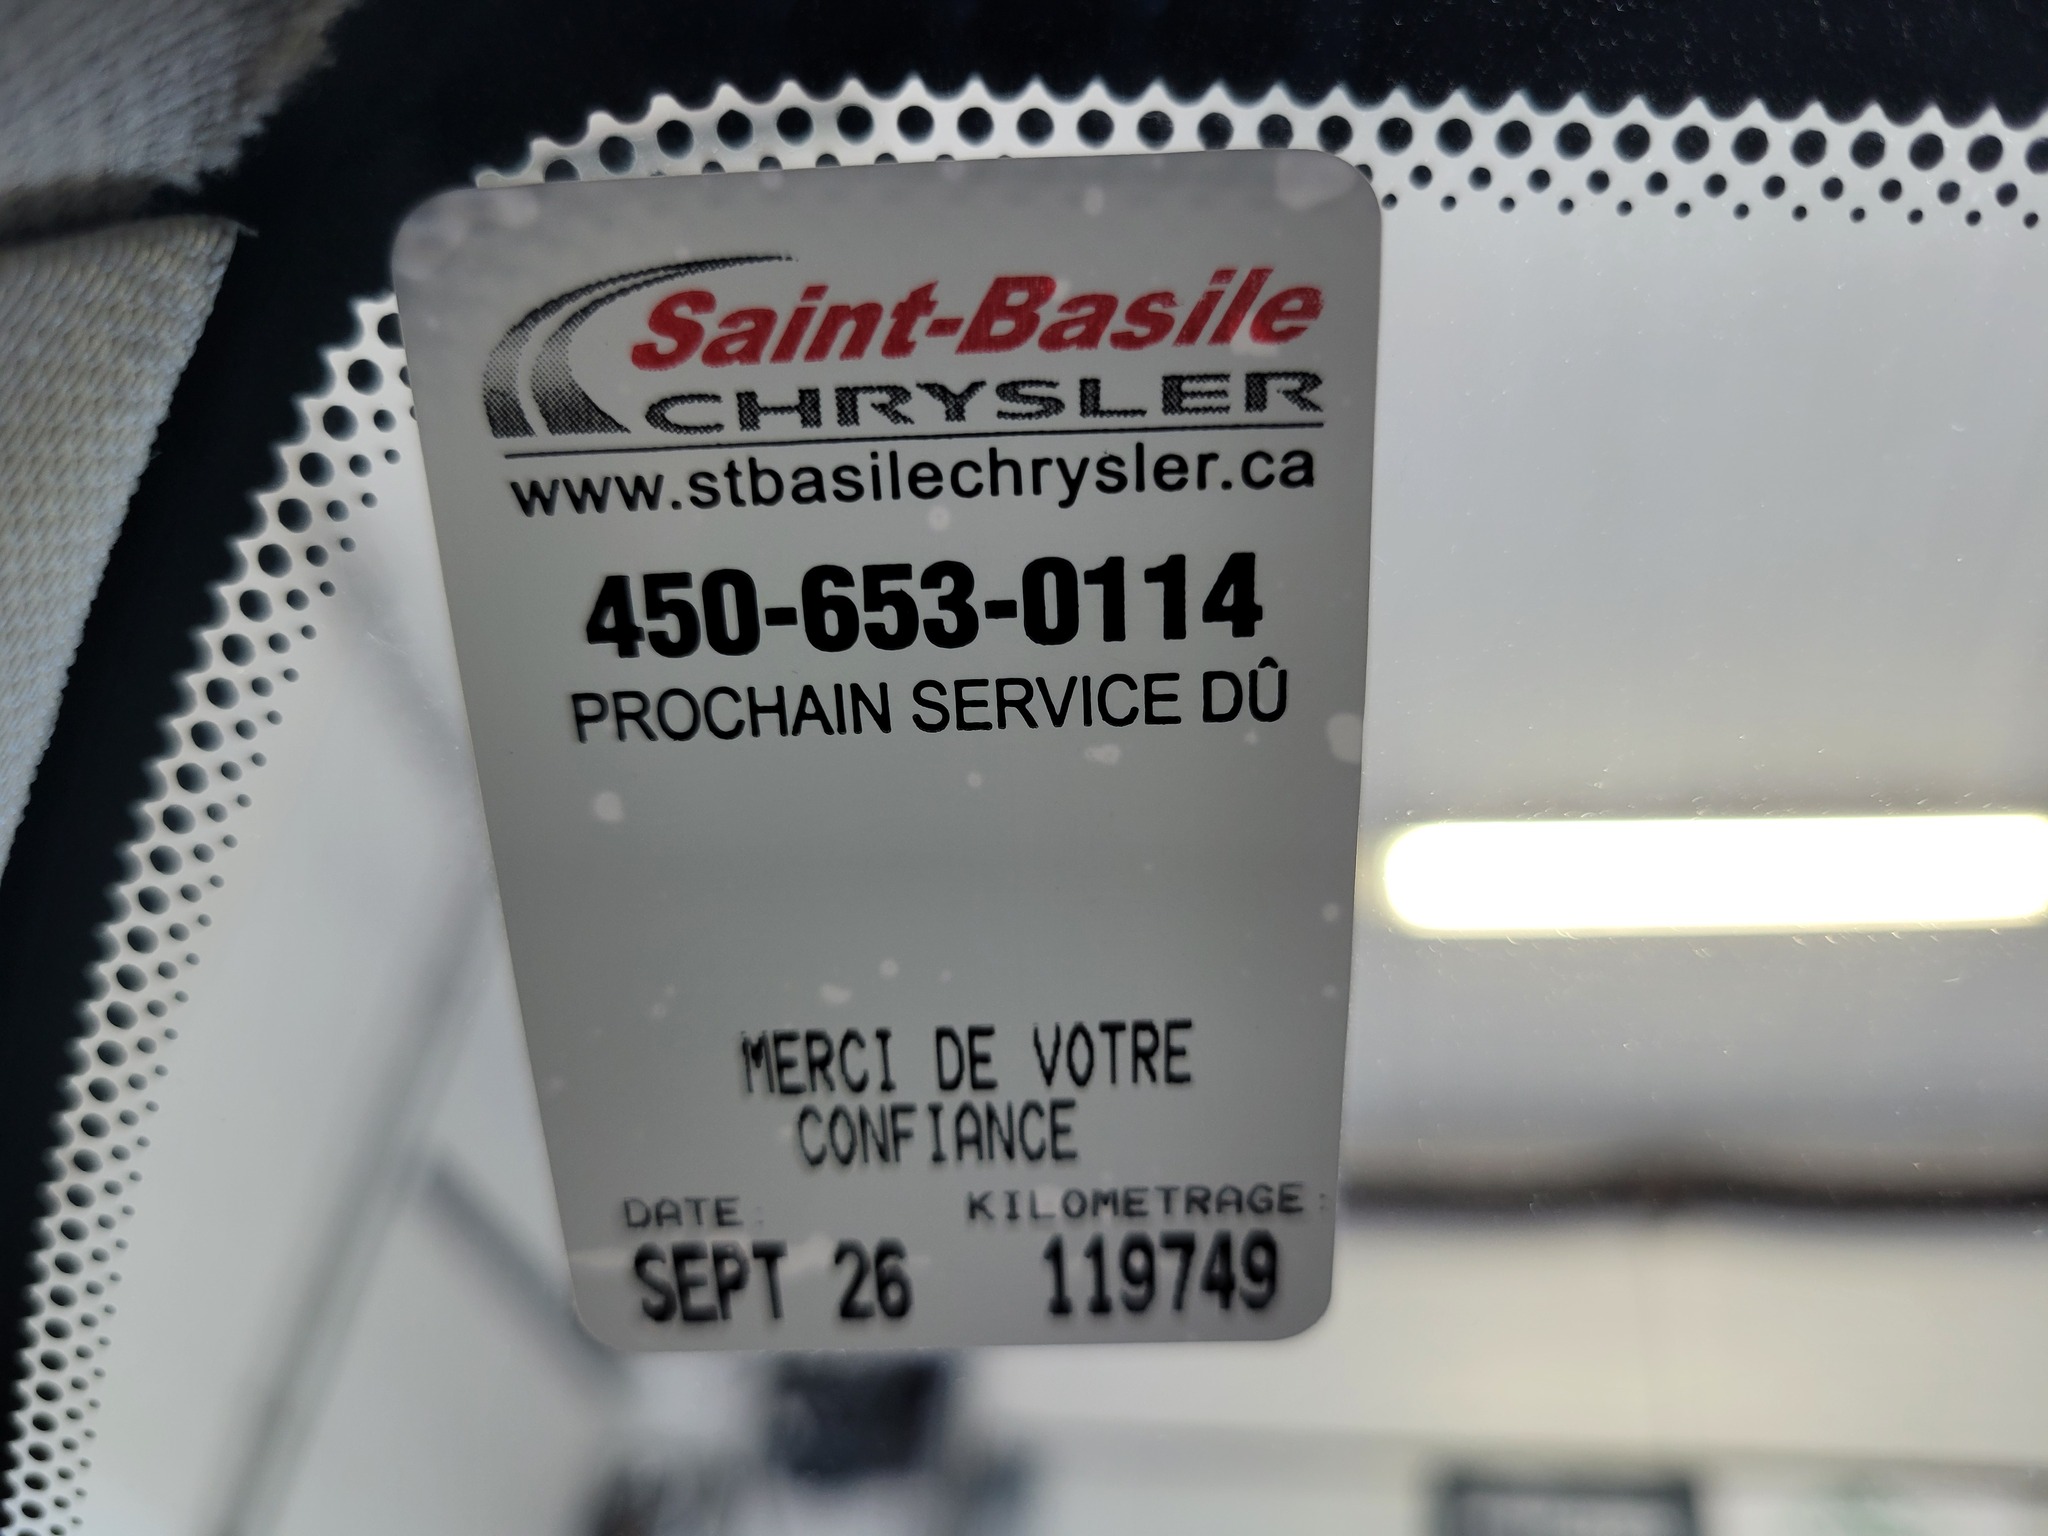 Saint-Basile
CHRYSLER
www.stbasilechrysler.ca
450-653-0114
PROCHAIN SERVICE DÛ
MERCI DE VOTRE
CONFIANCE
DATE: KILOMETRAGE:
SEPT 26 119749